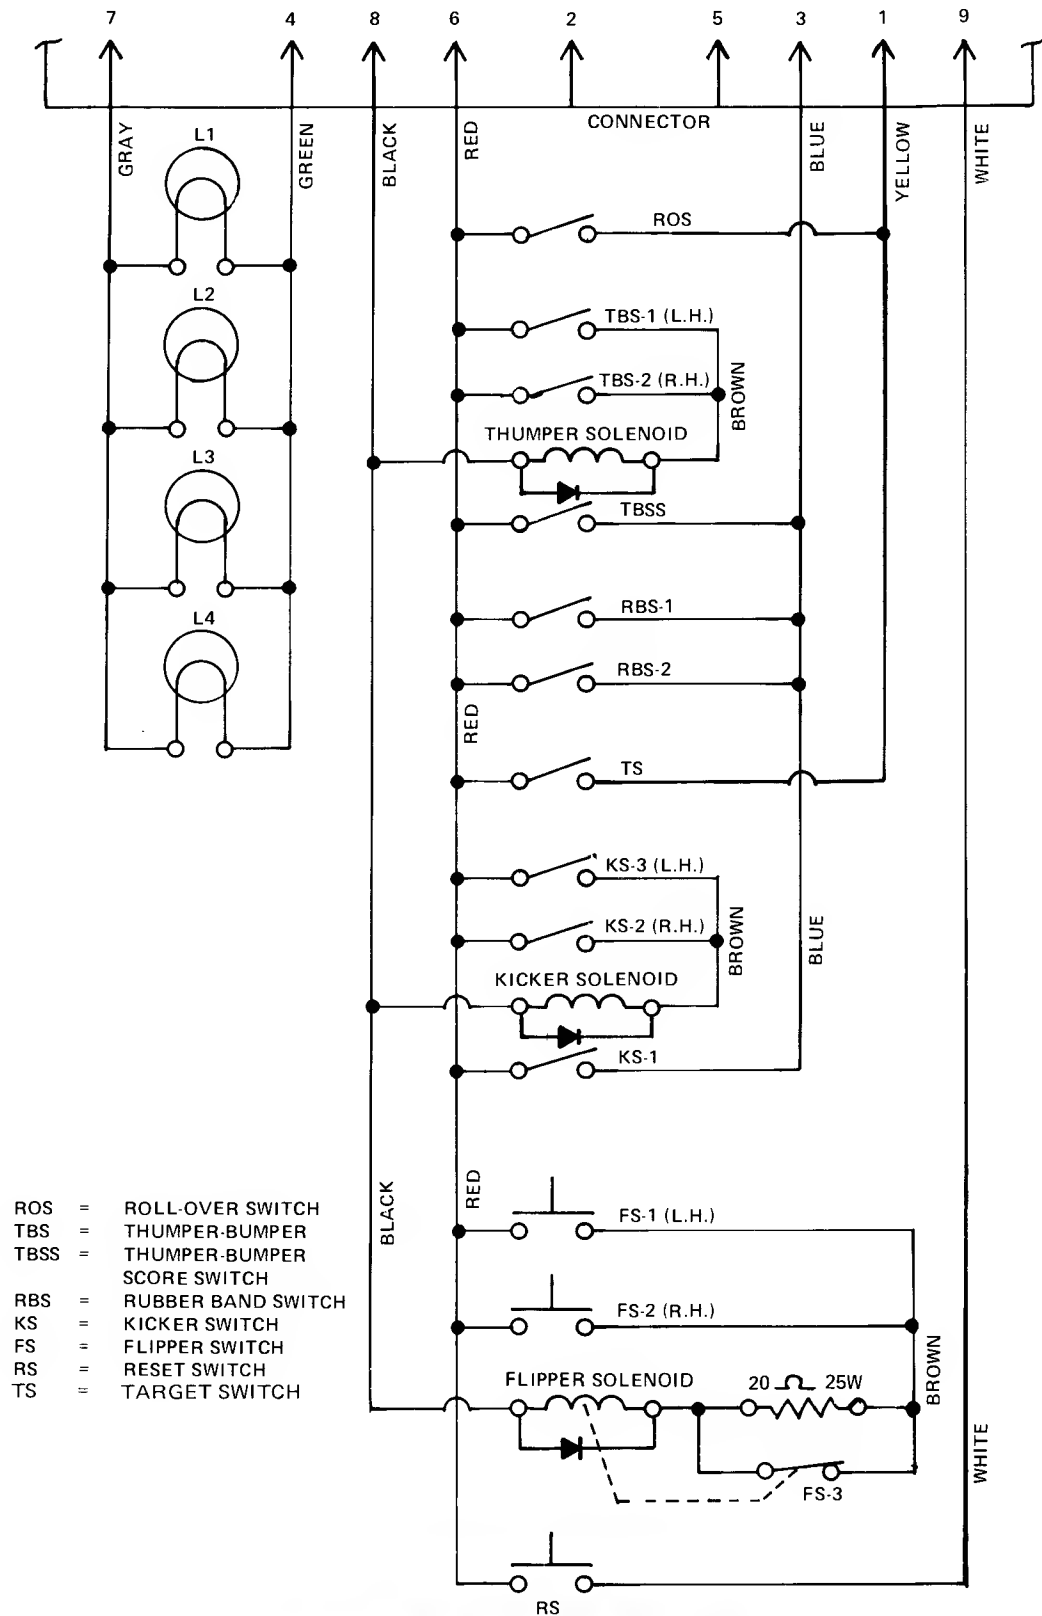 7 4 8 6 2 5 3 1 9
CONNECTOR
GRAY
GREEN
BLACK
RED
BLUE
YELLOW
WHITE
L1
ROS
L2
TBS-1 (L.H.)
TBS-2 (R.H.)
BROWN
THUMPER SOLENOID
L3
TBSS
RBS-1
L4
RBS-2
RED
TS
KS-3 (L.H.)
KS-2 (R.H.)
BROWN
BLUE
KICKER SOLENOID
KS-1
BLACK
RED
ROS = ROLL-OVER SWITCH
TBS = THUMPER-BUMPER
TBSS = THUMPER-BUMPER
SCORE SWITCH
RBS = RUBBER BAND SWITCH
KS = KICKER SWITCH
FS = FLIPPER SWITCH
RS = RESET SWITCH
TS = TARGET SWITCH
FS-1 (L.H.)
FS-2 (R.H.)
FLIPPER SOLENOID
20 Ω 25W
BROWN
FS-3
WHITE
RS